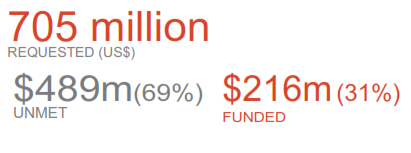 705 million
REQUESTED (US$)
$489m(69%) $216m (31%)
UNMET FUNDED